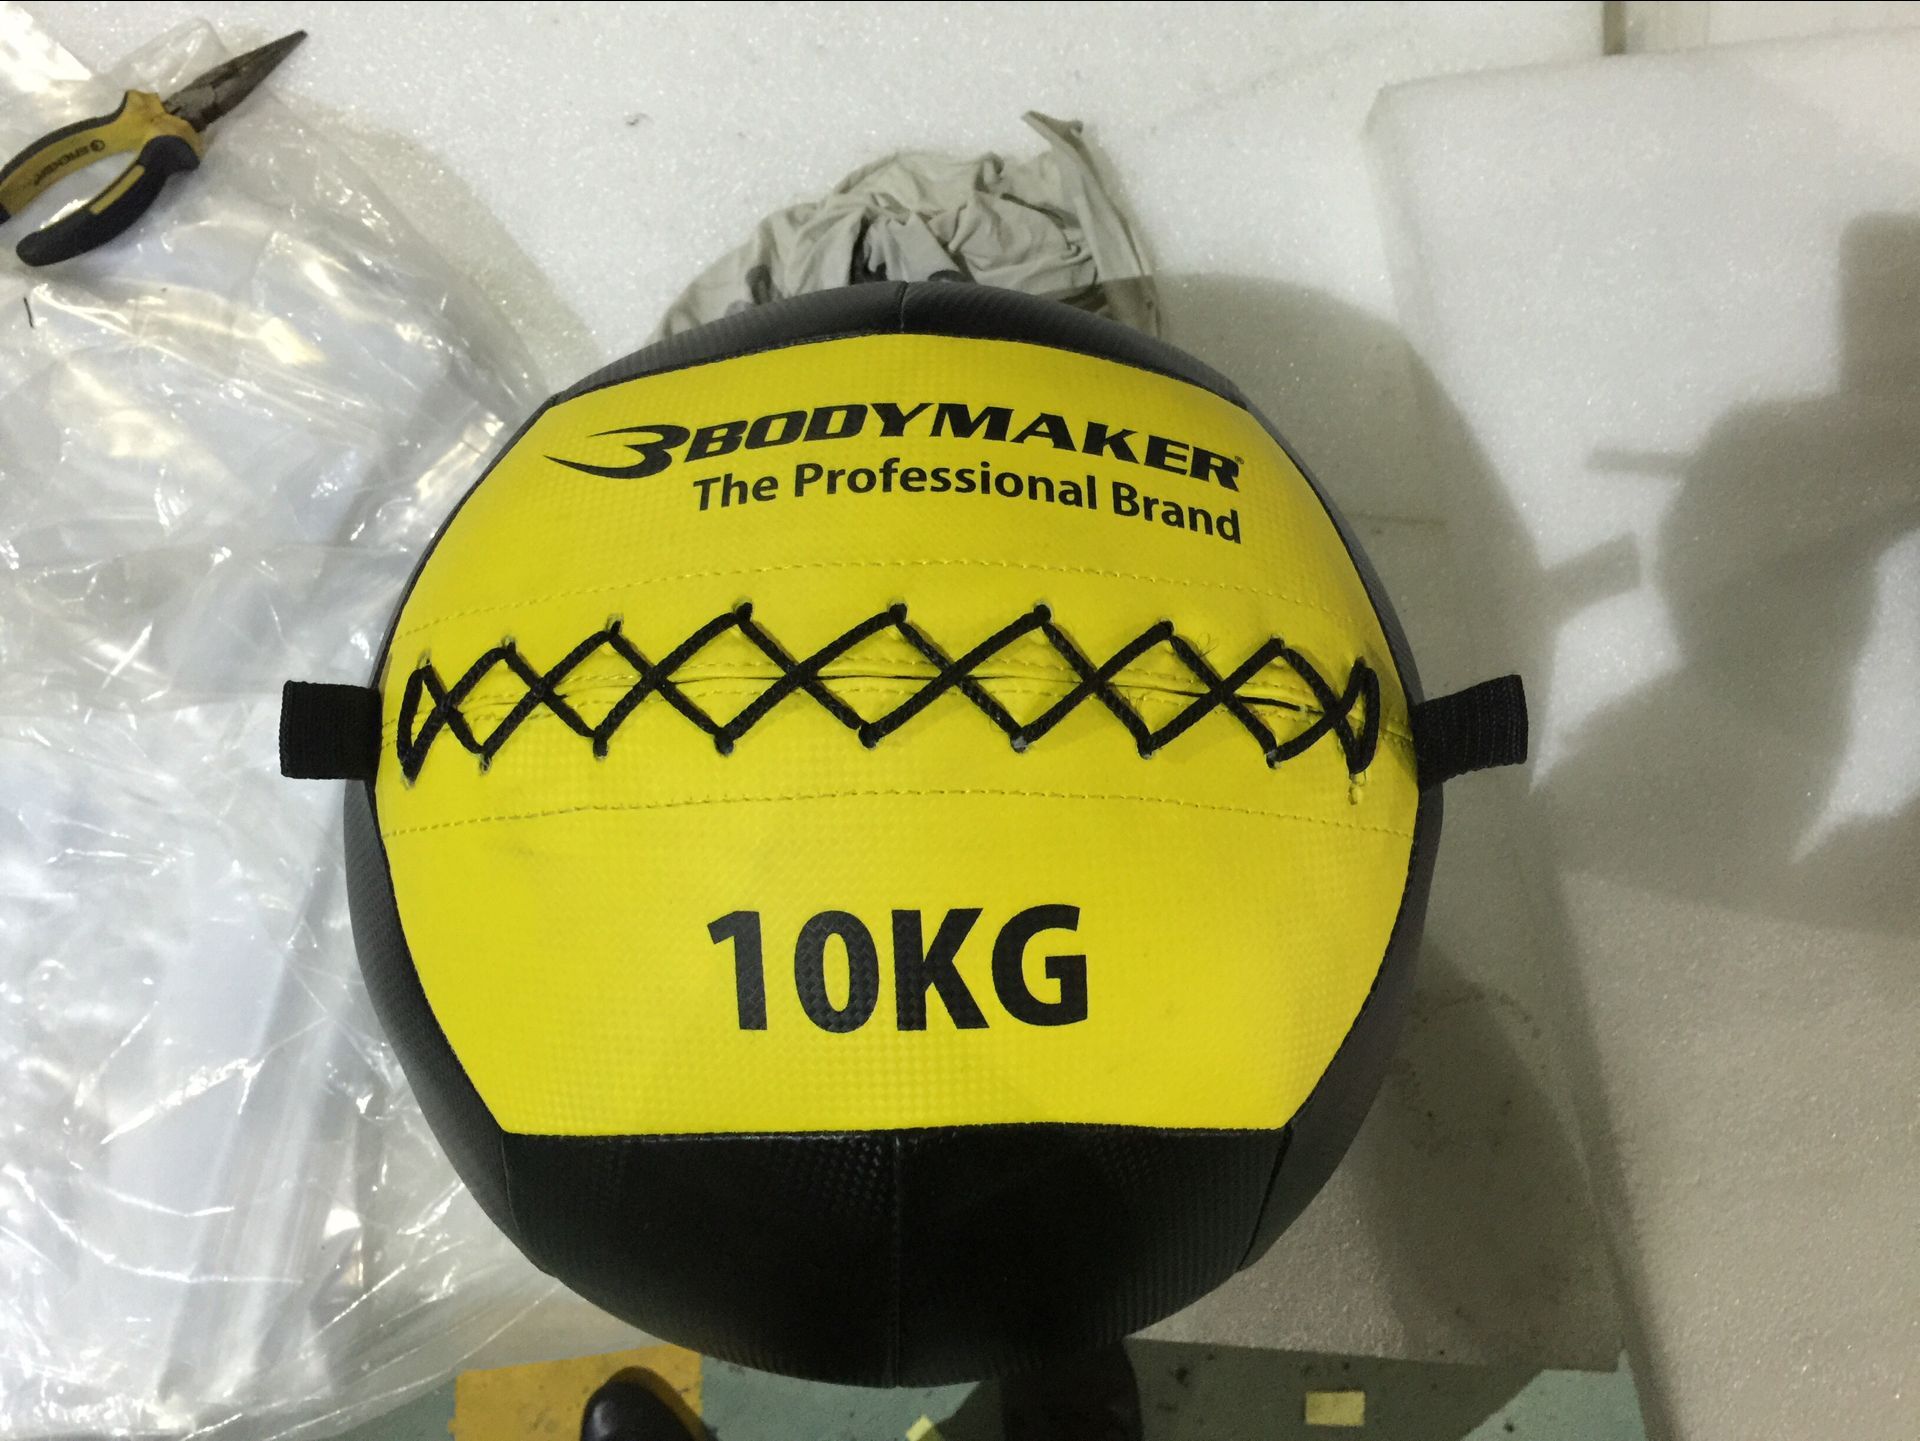 BODYMAKER
The Professional Brand
10KG